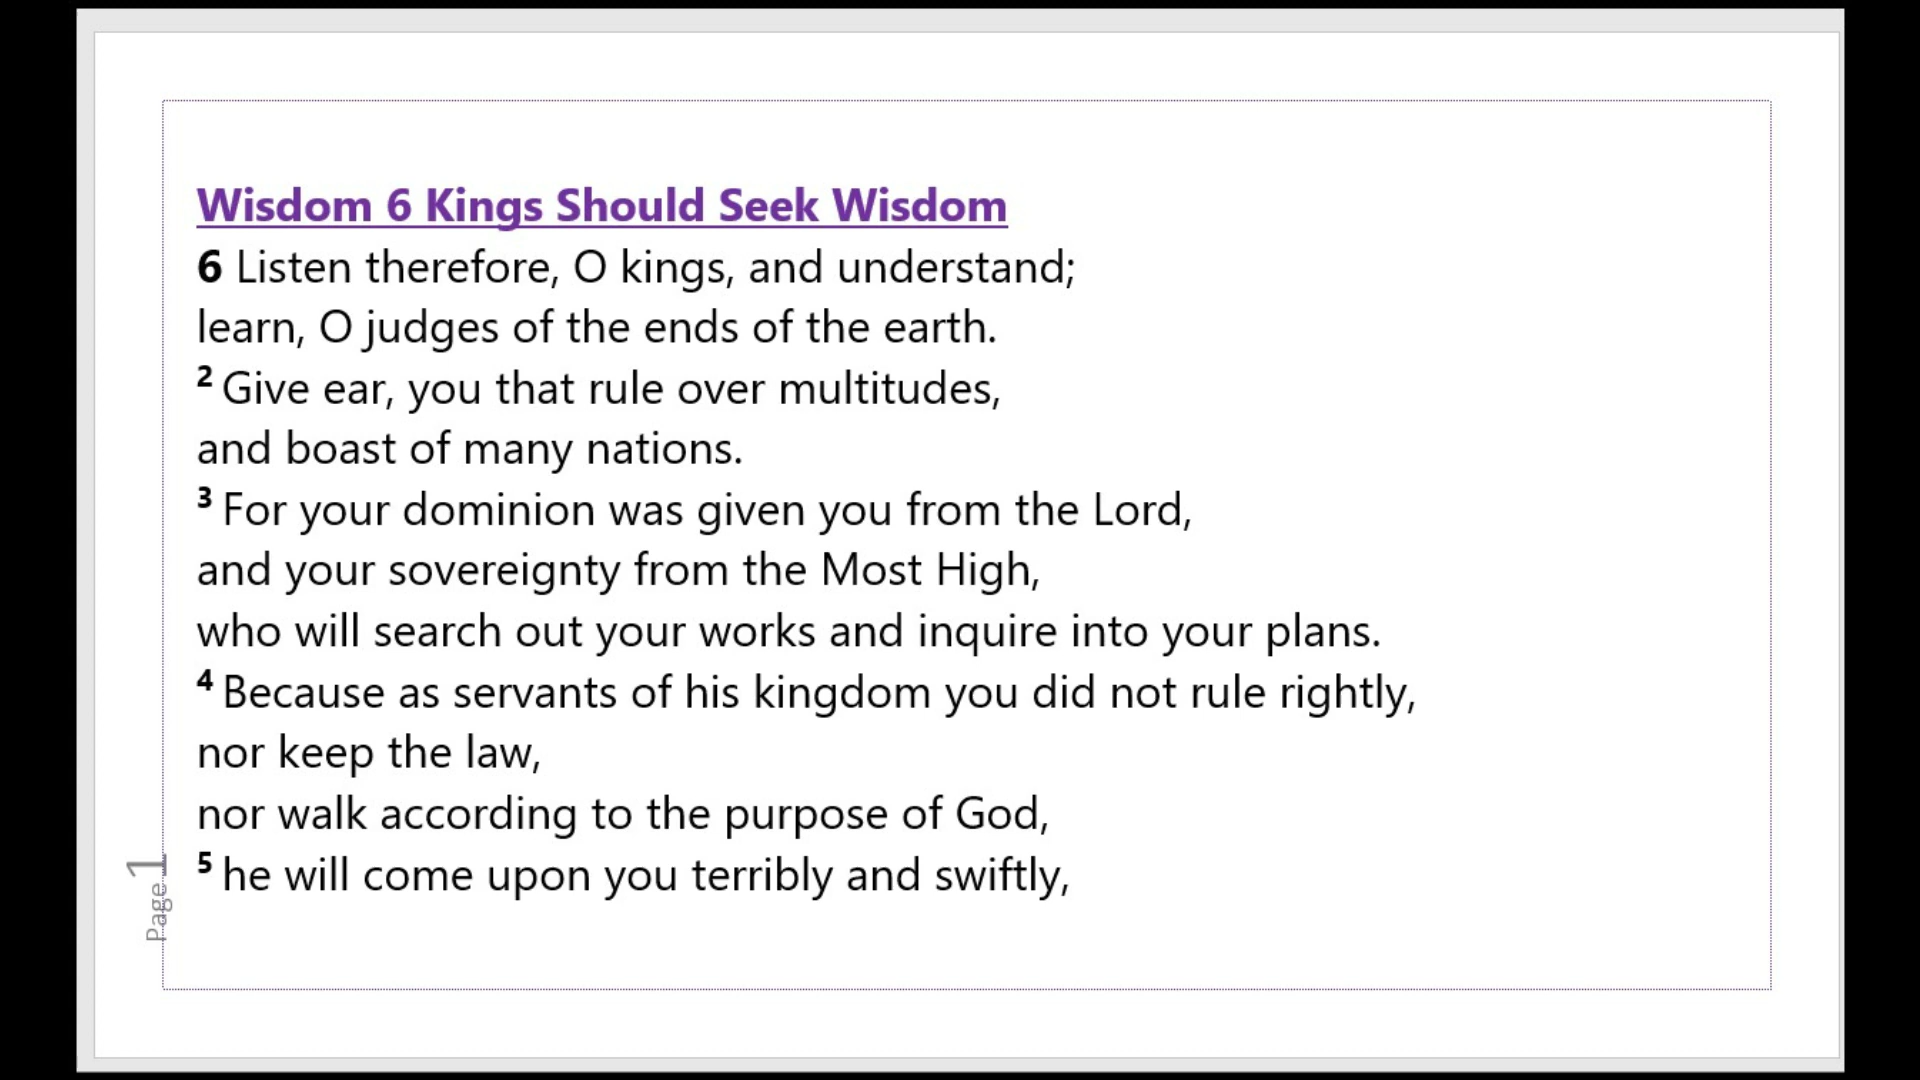 Wisdom 6 Kings Should Seek Wisdom
6 Listen therefore, O kings, and understand;
learn, O judges of the ends of the earth.
2 Give ear, you that rule over multitudes,
and boast of many nations.
3 For your dominion was given you from the Lord,
and your sovereignty from the Most High,
who will search out your works and inquire into your plans.
4 Because as servants of his kingdom you did not rule rightly,
nor keep the law,
nor walk according to the purpose of God,
5 he will come upon you terribly and swiftly,
Page 1